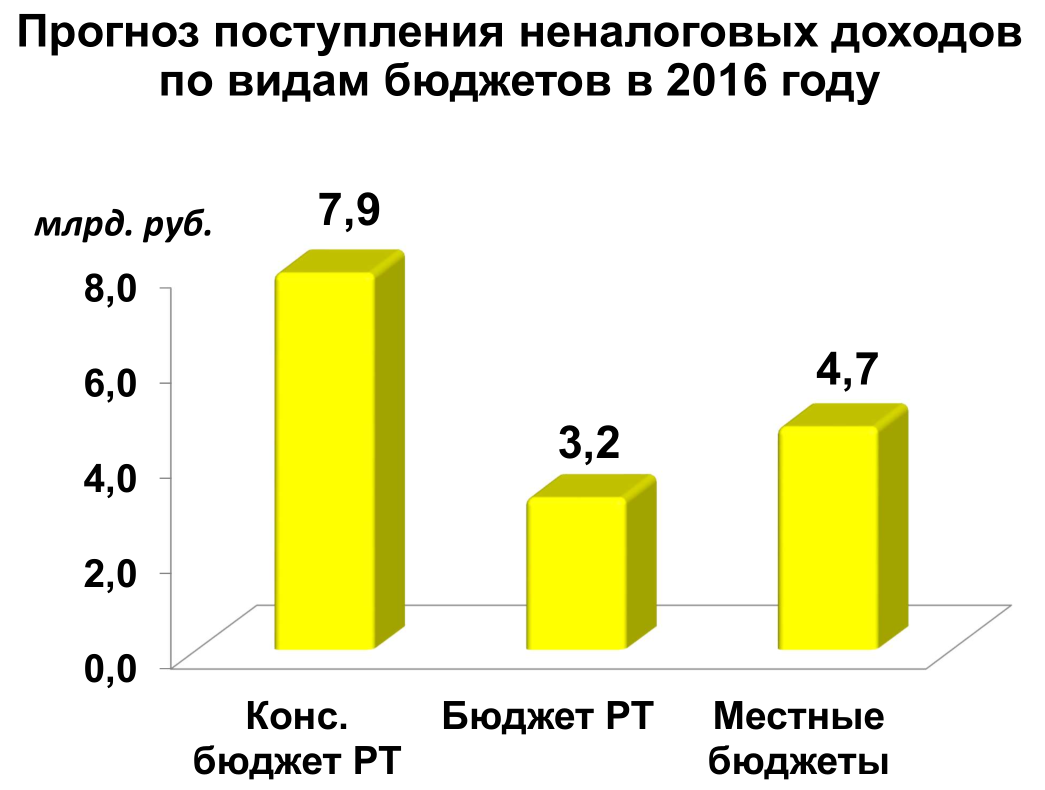 Прогноз поступления неналоговых доходов
по видам бюджетов в 2016 году
млрд. руб.
7,9
4,7
3,2
8,0
6,0
4,0
2,0
0,0
Конс.
бюджет РТ
Бюджет РТ
Местные
бюджеты